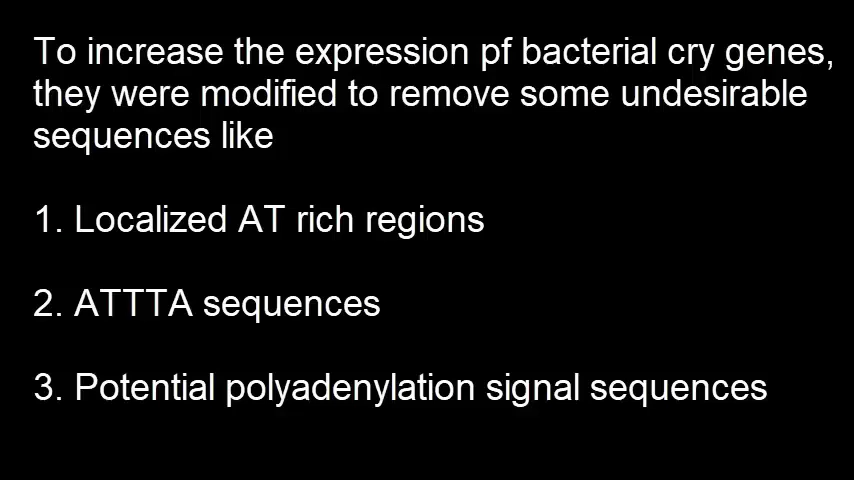 To increase the expression pf bacterial cry genes,
they were modified to remove some undesirable
sequences like
1. Localized AT rich regions
2. ATTTA sequences
3. Potential polyadenylation signal sequences